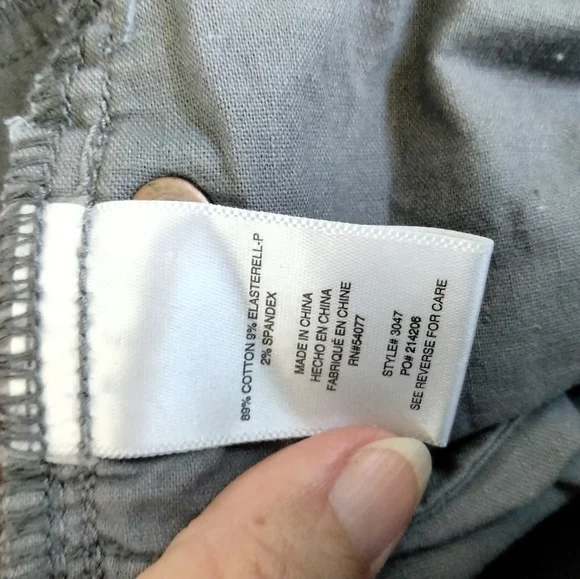 89% COTTON 9% ELASTERELL-P
2% SPANDEX
MADE IN CHINA
HECHO EN CHINA
FABRIQUÉ EN CHINE
RN#54077
STYLE# 3047
PO# 214206
SEE REVERSE FOR CARE